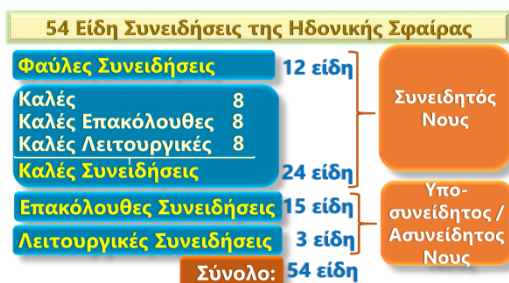 54 Είδη Συνειδήσεις της Ηδονικής Σφαίρας
Φαύλες Συνειδήσεις 12 είδη
Καλές 8
Καλές Επακόλουθες 8
Καλές Λειτουργικές 8
Καλές Συνειδήσεις 24 είδη
Συνειδητός
Νους
Επακόλουθες Συνειδήσεις 15 είδη
Λειτουργικές Συνειδήσεις 3 είδη
Υπο-
συνείδητος /
Ασυνείδητος
Νους
Σύνολο: 54 είδη